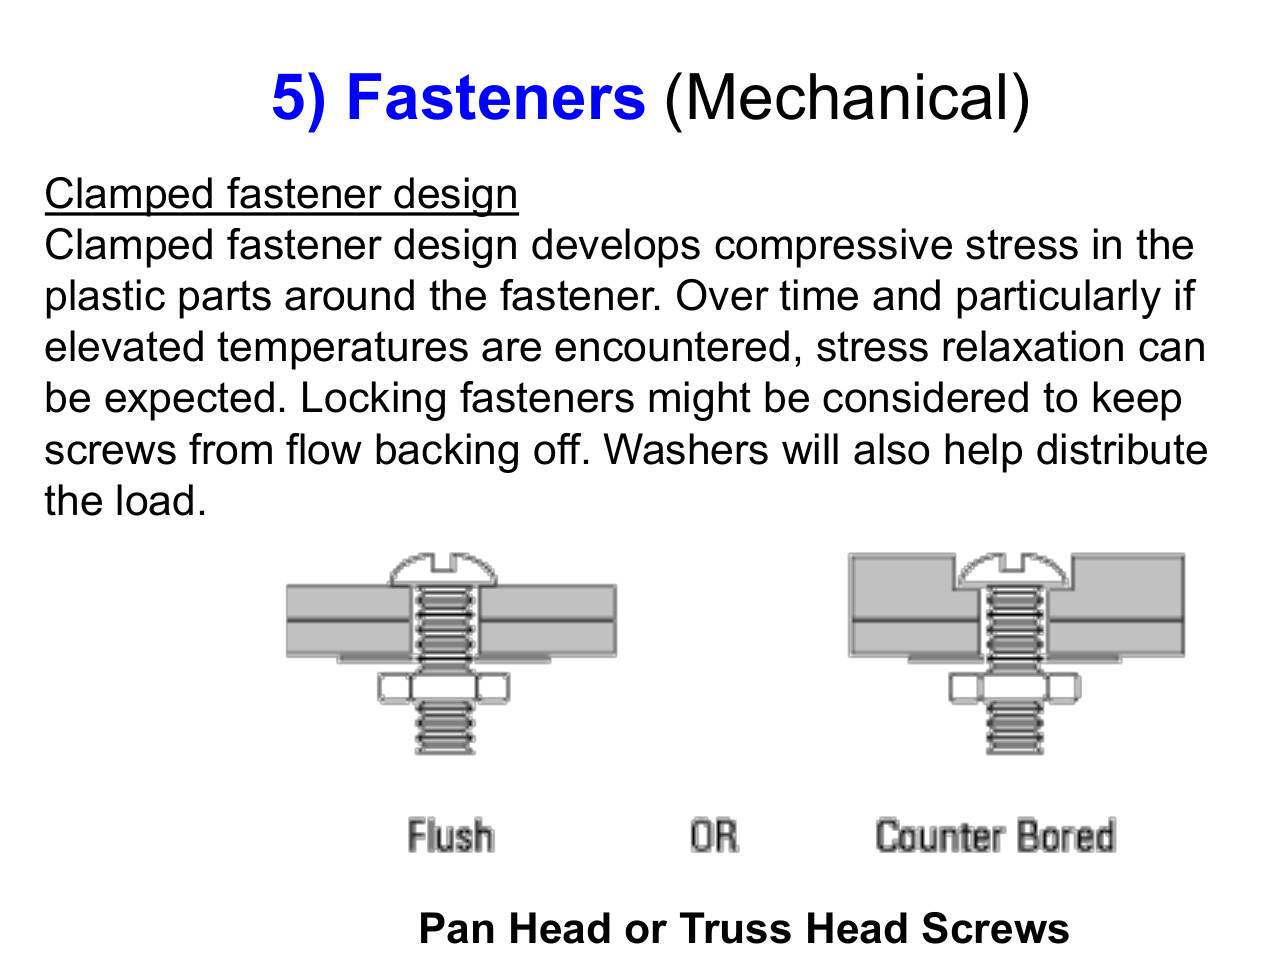 5) Fasteners (Mechanical)
Clamped fastener design
Clamped fastener design develops compressive stress in the
plastic parts around the fastener. Over time and particularly if
elevated temperatures are encountered, stress relaxation can
be expected. Locking fasteners might be considered to keep
screws from flow backing off. Washers will also help distribute
the load.
Flush OR Counter Bored
Pan Head or Truss Head Screws